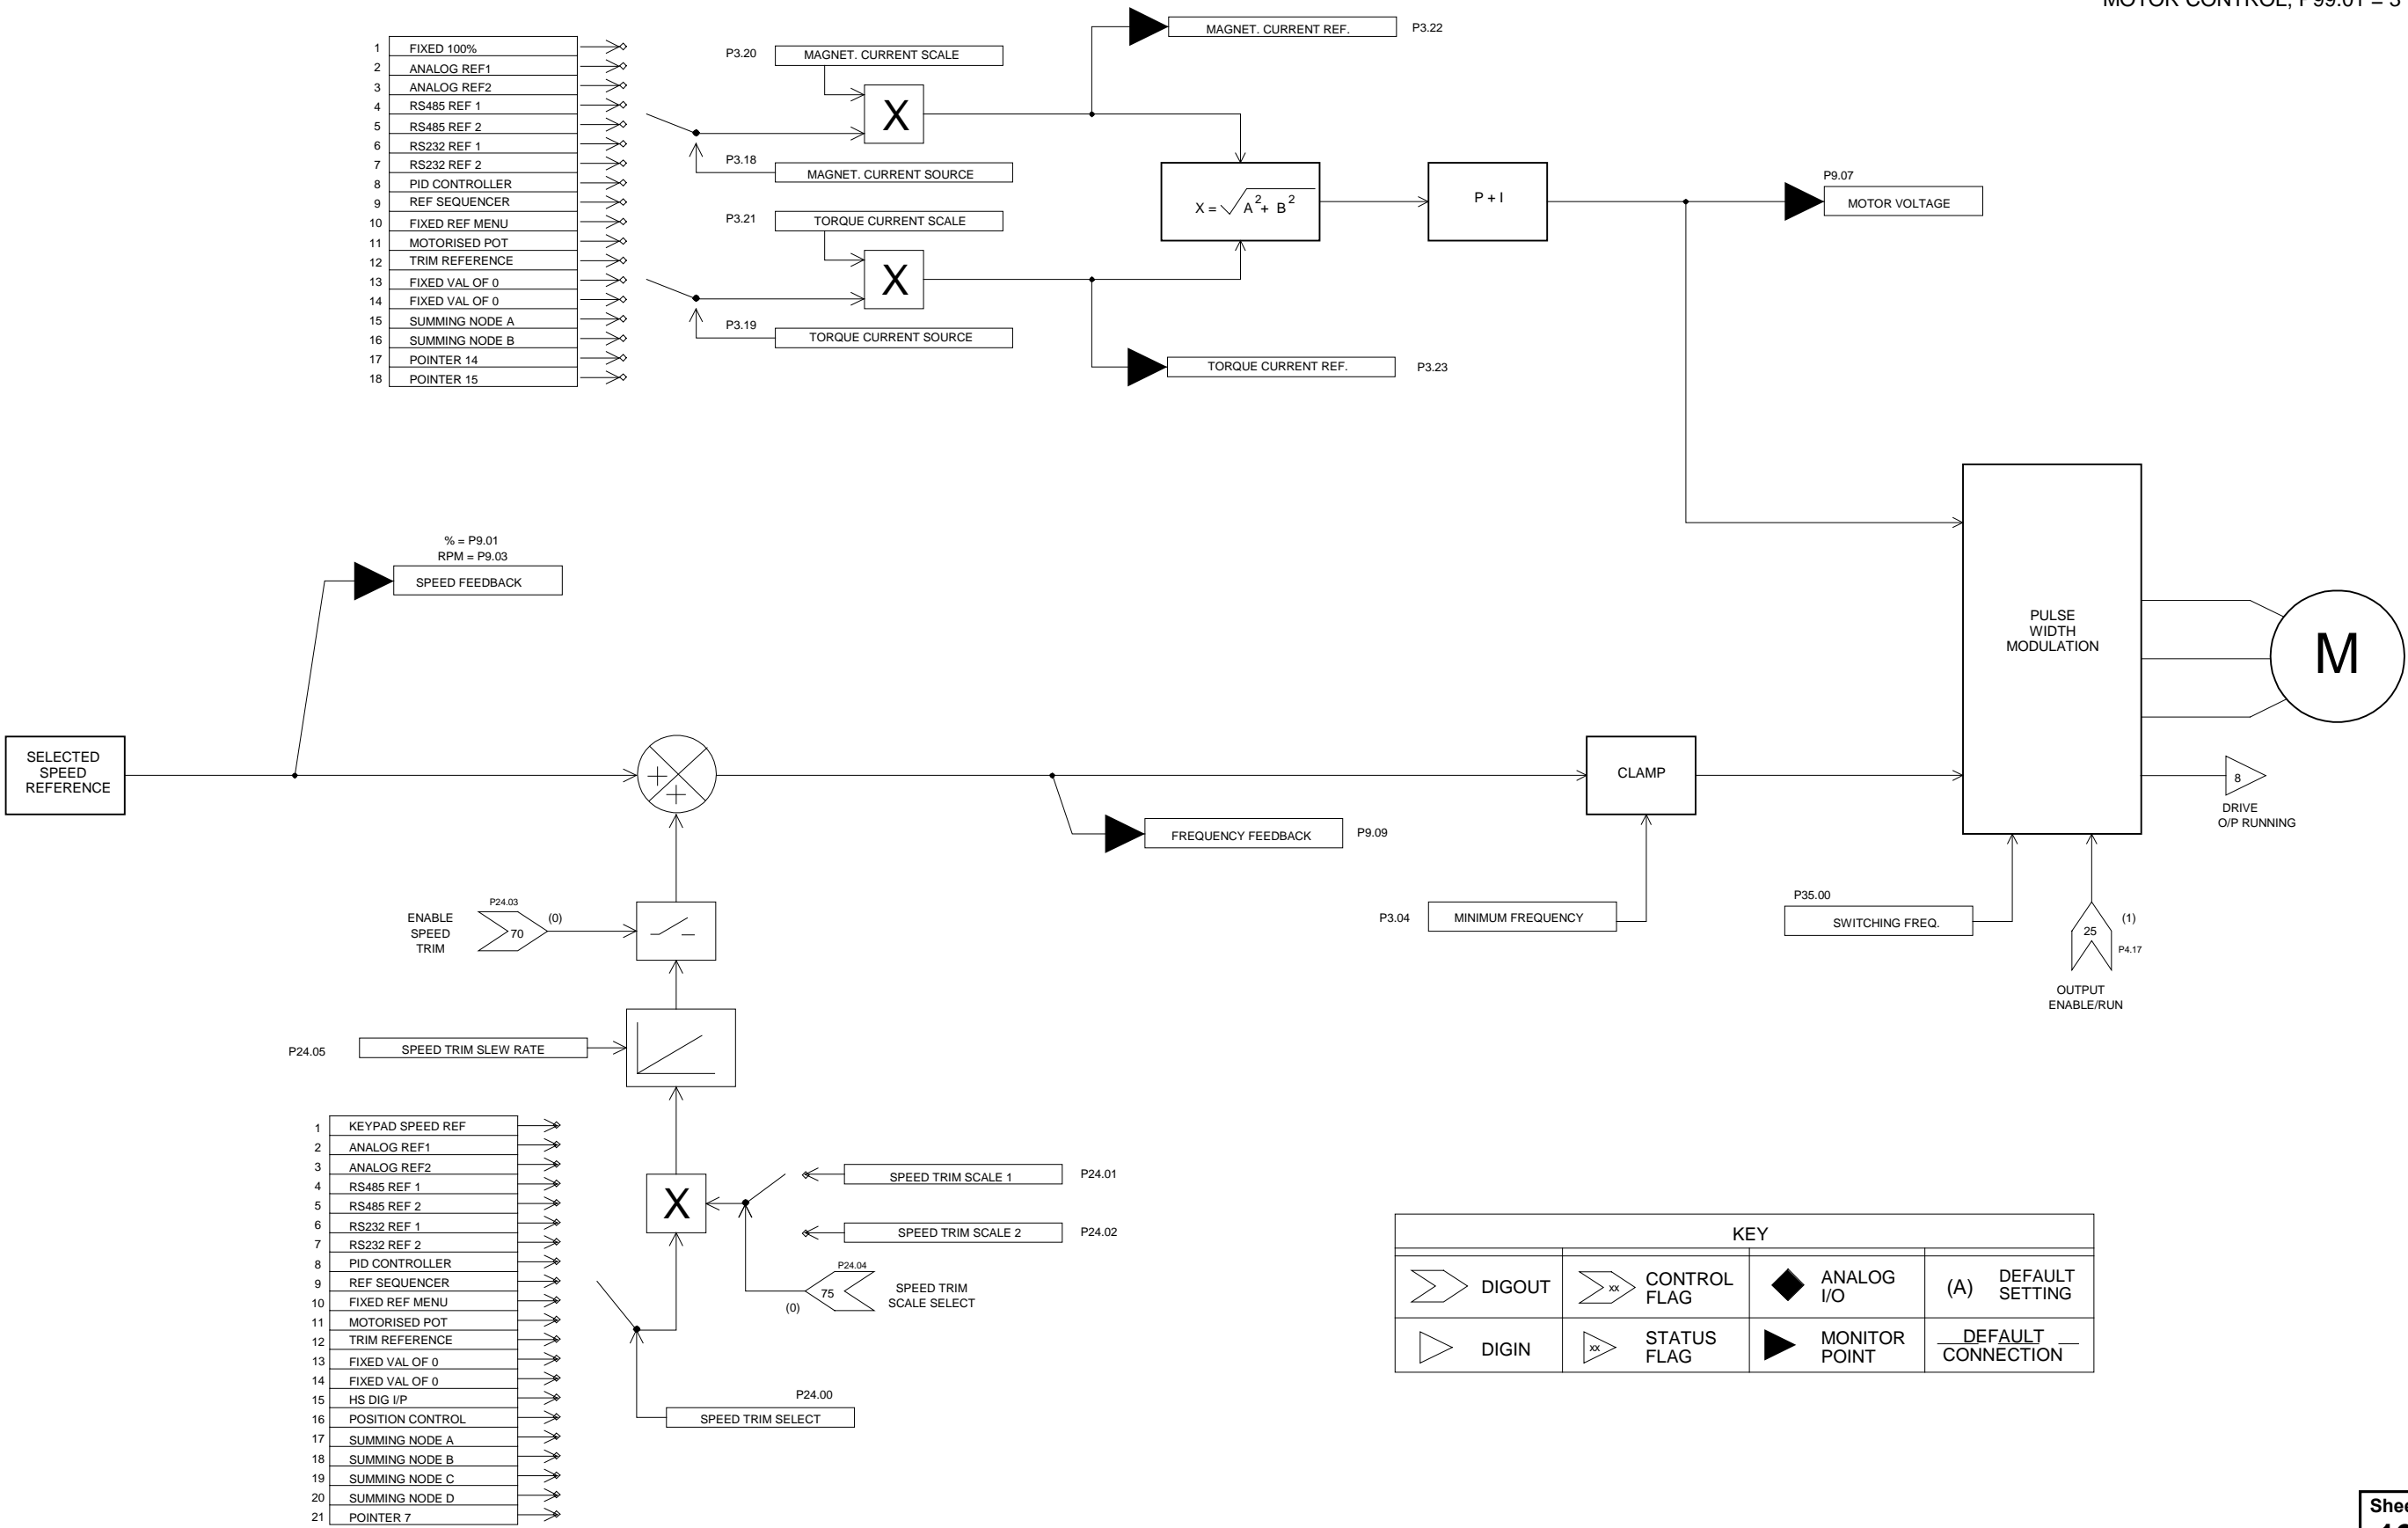 MOTOR CONTROL, P99.01 = 3
1 FIXED 100%
2 ANALOG REF1
3 ANALOG REF2
4 RS485 REF 1
5 RS485 REF 2
6 RS232 REF 1
7 RS232 REF 2
8 PID CONTROLLER
9 REF SEQUENCER
10 FIXED REF MENU
11 MOTORISED POT
12 TRIM REFERENCE
13 FIXED VAL OF 0
14 FIXED VAL OF 0
15 SUMMING NODE A
16 SUMMING NODE B
17 POINTER 14
18 POINTER 15
P3.20 MAGNET. CURRENT SCALE
X
P3.18
MAGNET. CURRENT SOURCE
P3.21 TORQUE CURRENT SCALE
X
P3.19
TORQUE CURRENT SOURCE
MAGNET. CURRENT REF. P3.22
X = √A2 + B2
P + I
P9.07
MOTOR VOLTAGE
TORQUE CURRENT REF. P3.23
% = P9.01
RPM = P9.03
SPEED FEEDBACK
SELECTED
SPEED
REFERENCE
+
+
FREQUENCY FEEDBACK P9.09
CLAMP
P3.04 MINIMUM FREQUENCY
PULSE
WIDTH
MODULATION
M
8
DRIVE
O/P RUNNING
P35.00
SWITCHING FREQ.
25
(1)
P4.17
OUTPUT
ENABLE/RUN
ENABLE
SPEED
TRIM
P24.03
70
(0)
P24.05 SPEED TRIM SLEW RATE
1 KEYPAD SPEED REF
2 ANALOG REF1
3 ANALOG REF2
4 RS485 REF 1
5 RS485 REF 2
6 RS232 REF 1
7 RS232 REF 2
8 PID CONTROLLER
9 REF SEQUENCER
10 FIXED REF MENU
11 MOTORISED POT
12 TRIM REFERENCE
13 FIXED VAL OF 0
14 FIXED VAL OF 0
15 HS DIG I/P
16 POSITION CONTROL
17 SUMMING NODE A
18 SUMMING NODE B
19 SUMMING NODE C
20 SUMMING NODE D
21 POINTER 7
X
SPEED TRIM SCALE 1 P24.01
SPEED TRIM SCALE 2 P24.02
P24.04
75
(0)
SPEED TRIM
SCALE SELECT
P24.00
SPEED TRIM SELECT
KEY
DIGOUT
xx CONTROL
FLAG
ANALOG
I/O
(A) DEFAULT
SETTING
DIGIN
xx STATUS
FLAG
MONITOR
POINT
DEFAULT
CONNECTION